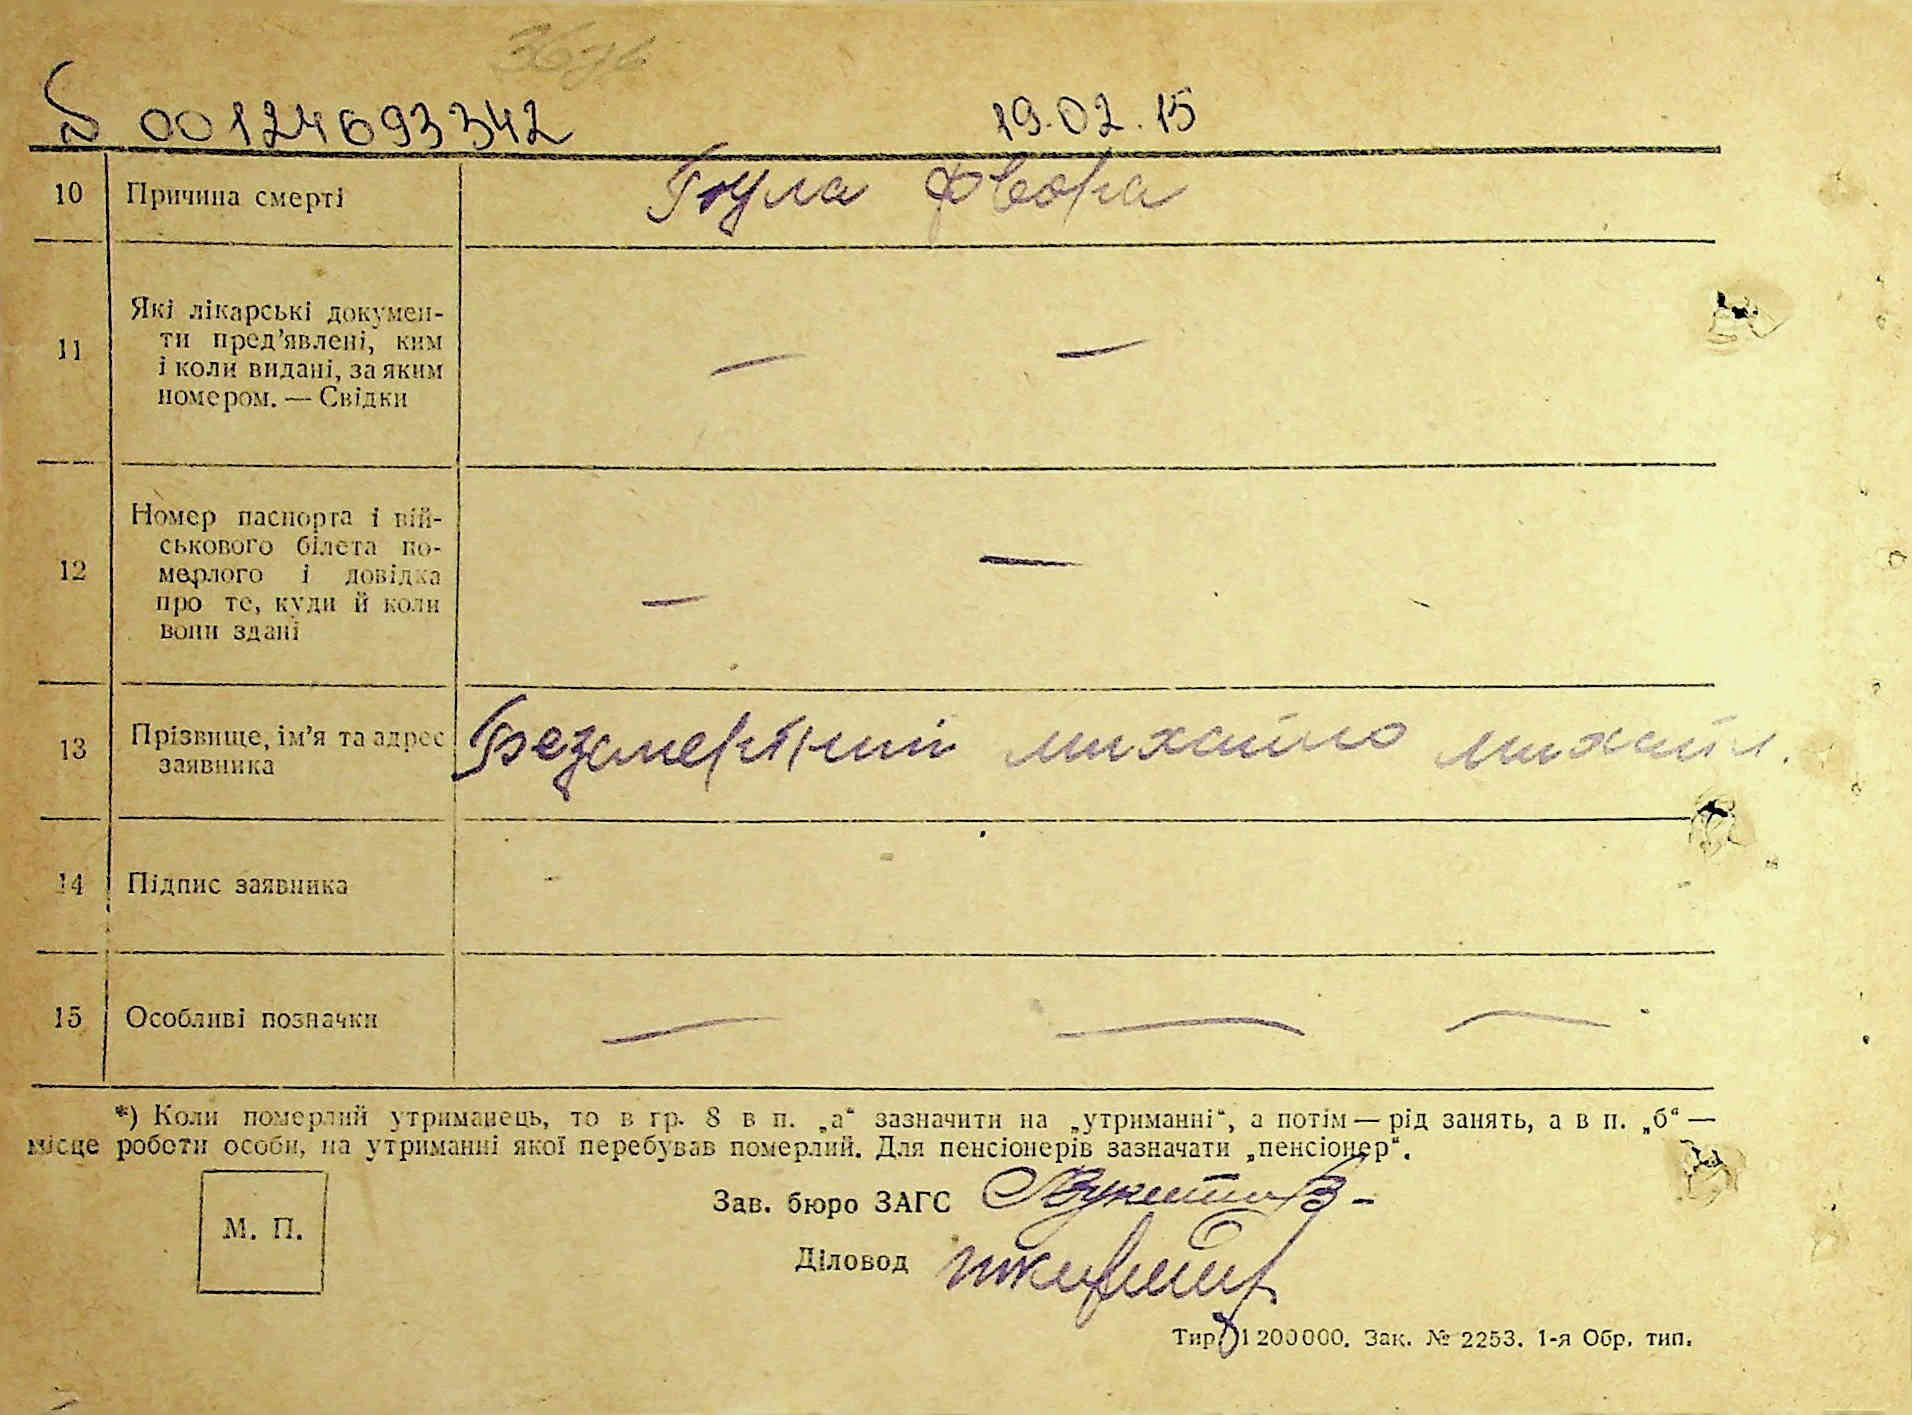 00124693342 19.02.15
10 Причина смерті Була хвора
11 Які лікарські докумен-
ти пред'явлені, ким
і коли видані, за яким
номером. — Свідки — —
12 Номер паспорта і вій-
ськового білета по-
мерлого і довідка
про те, куди й коли
вони здані — —
13 Прізвище, ім'я та адрес
заявника Безсмертний Михайло Михайл.
14 Підпис заявника
15 Особливі позначки — — —
*) Коли померлий утриманець, то в гр. 8 в п. „а“ зазначити на „утриманні“, а потім — рід занять, а в п. „б“ —
місце роботи особи, на утриманні якої перебував померлий. Для пенсіонерів зазначати „пенсіонер“.
М. П.
Зав. бюро ЗАГС
Діловод
Тир. 1 200000. Зак. № 2253. 1-я Обр. тип.